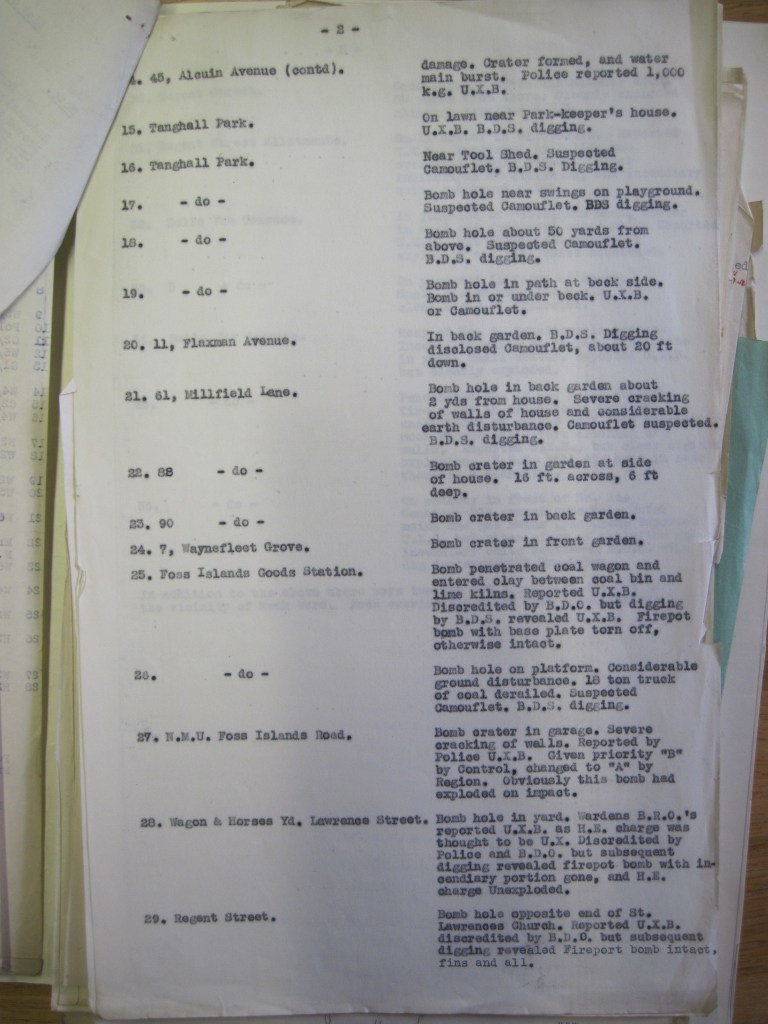 - 2 -
4. 45, Alcuin Avenue (contd). damage. Crater formed, and water
main burst. Police reported 1,000
k.g. U.X.B.
15. Tanghall Park. On lawn near Park-keeper's house.
U.X.B. B.D.S. digging.
16. Tanghall Park. Near Tool Shed. Suspected
Camouflet. B.D.S. Digging.
17. - do - Bomb hole near swings on playground.
Suspected Camouflet. BDS digging.
18. - do - Bomb hole about 50 yards from
above. Suspected Camouflet.
B.D.S. digging.
19. - do - Bomb hole in path at beck side.
Bomb in or under beck. U.X.B.
or Camouflet.
20. 11, Flaxman Avenue. In back garden. B.D.S. Digging
disclosed Camouflet, about 20 ft
down.
21. 61, Millfield Lane. Bomb hole in back garden about
2 yds from house. Severe cracking
of walls of house and considerable
earth disturbance. Camouflet suspected.
B.D.S. digging.
22. 88 - do - Bomb crater in garden at side
of house. 16 ft. across, 6 ft
deep.
23. 90 - do - Bomb crater in back garden.
24. 7, Waynefleet Grove. Bomb crater in front garden.
25. Foss Islands Goods Station. Bomb penetrated coal wagon and
entered clay between coal bin and
lime kilns. Reported U.X.B.
Discredited by B.D.O. but digging
by B.D.S. revealed U.X.B. Firepot
bomb with base plate torn off,
otherwise intact.
26. - do - Bomb hole on platform. Considerable
ground disturbance. 18 ton truck
of coal derailed. Suspected
Camouflet. B.D.S. digging.
27. N.M.U. Foss Islands Road. Bomb crater in garage. Severe
cracking of walls. Reported by
Police U.X.B. Given priority "B"
by Control, changed to "A" by
Region. Obviously this bomb had
exploded on impact.
28. Wagon & Horses Yd. Lawrence Street. Bomb hole in yard. Wardens B.R.O.'s
reported U.X.B. as H.E. charge was
thought to be U.X. Discredited by
Police and B.D.O. but subsequent
digging revealed firepot bomb with in-
cendiary portion gone, and H.E.
charge Unexploded.
29. Regent Street. Bomb hole opposite end of St.
Lawrences Church. Reported U.X.B.
discredited by B.D.O. but subsequent
digging revealed Fireport bomb intact,
fins and all.